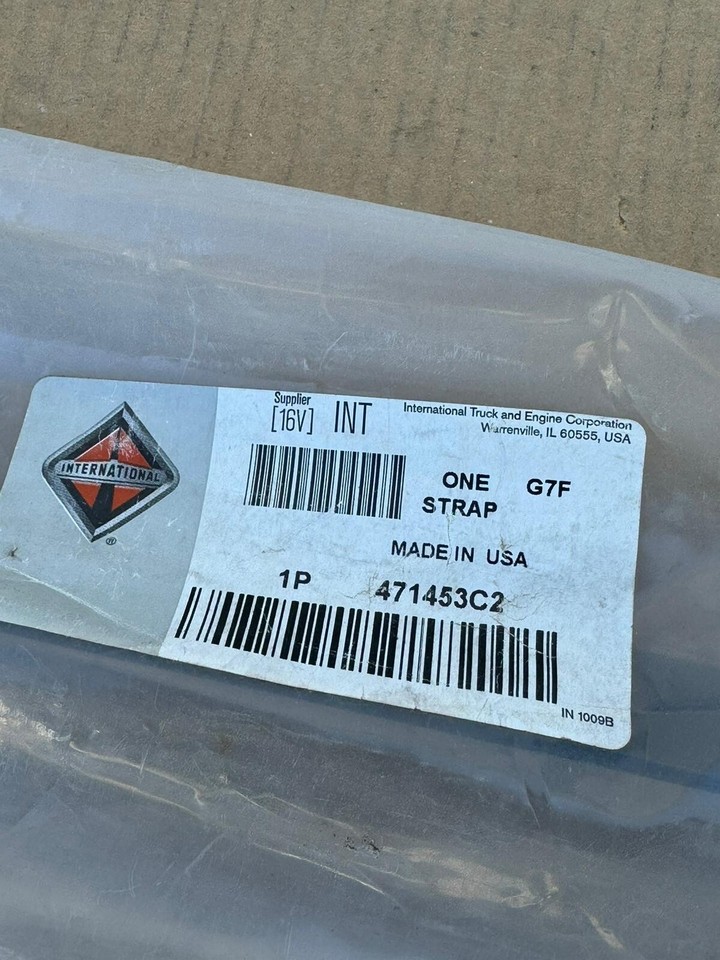 INTERNATIONAL
®
Supplier
[16V] INT
International Truck and Engine Corporation
Warrenville, IL 60555, USA
ONE G7F
STRAP
MADE IN USA
1P 471453C2
IN 1009B